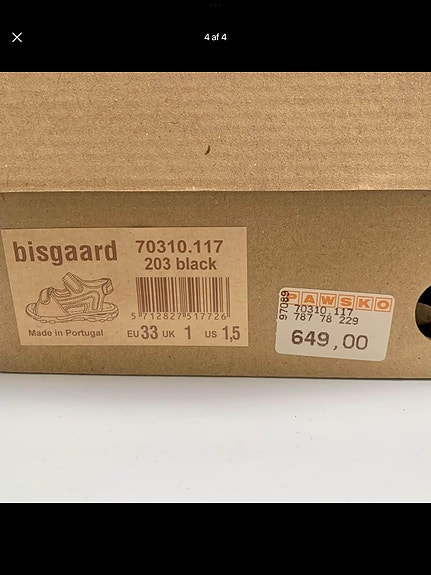 4 af 4
bisgaard
70310.117
203 black
5 712827 517726
Made in Portugal
EU 33 UK 1 US 1,5
PAWSKO
97089
70310.117
787 78 229
649,00